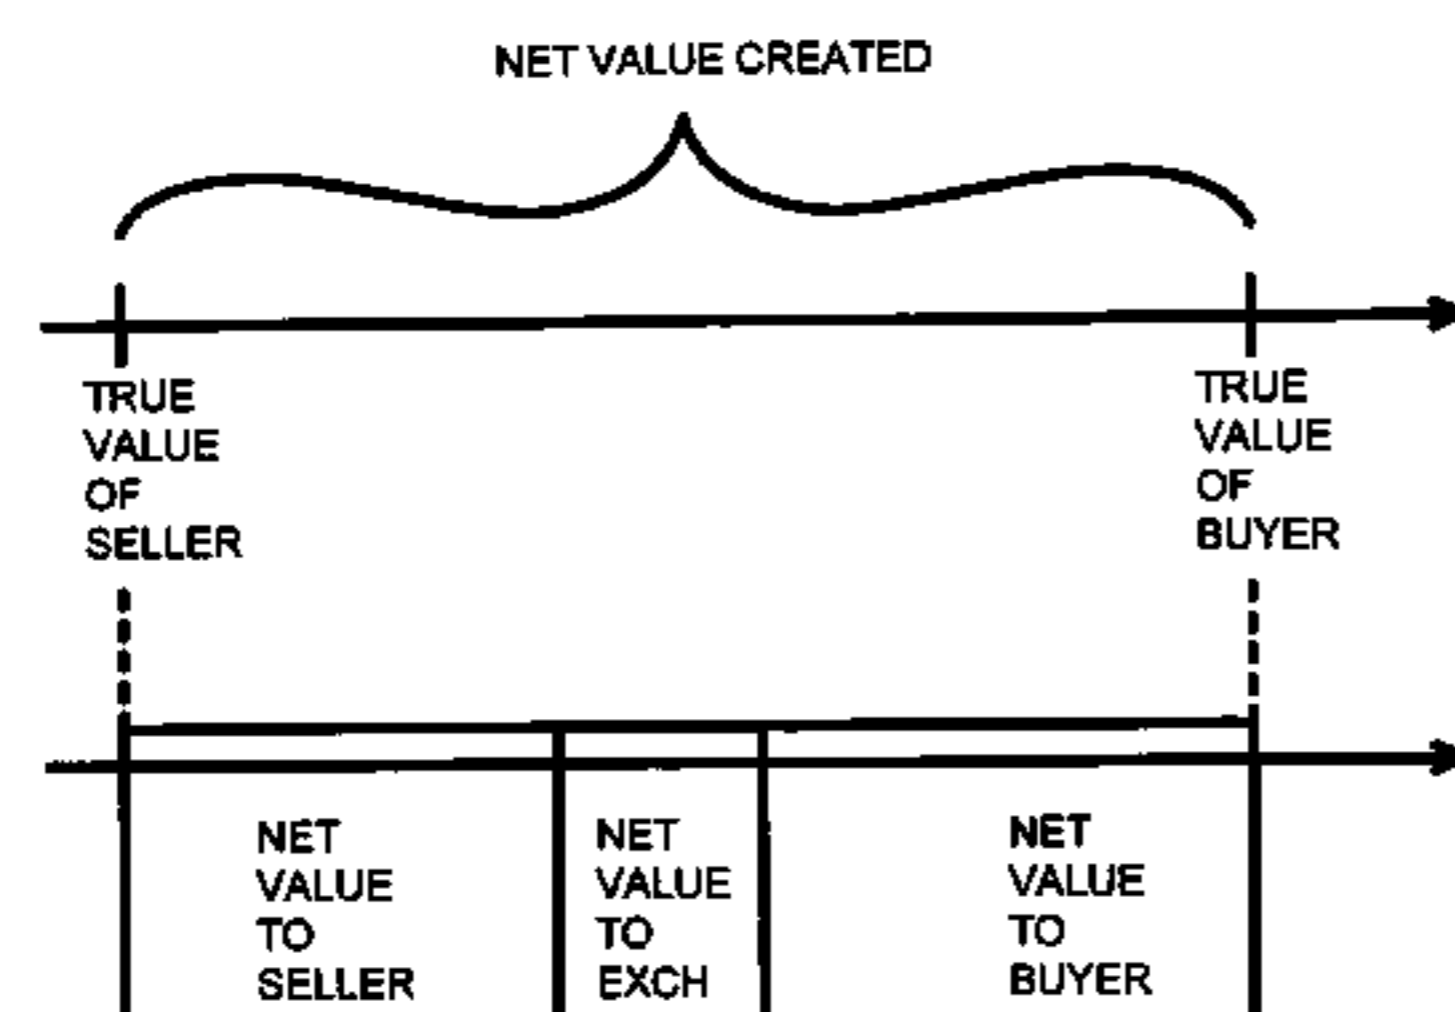 NET VALUE CREATED
TRUE
VALUE
OF
SELLER
TRUE
VALUE
OF
BUYER
NET
VALUE
TO
SELLER
NET
VALUE
TO
EXCH
NET
VALUE
TO
BUYER